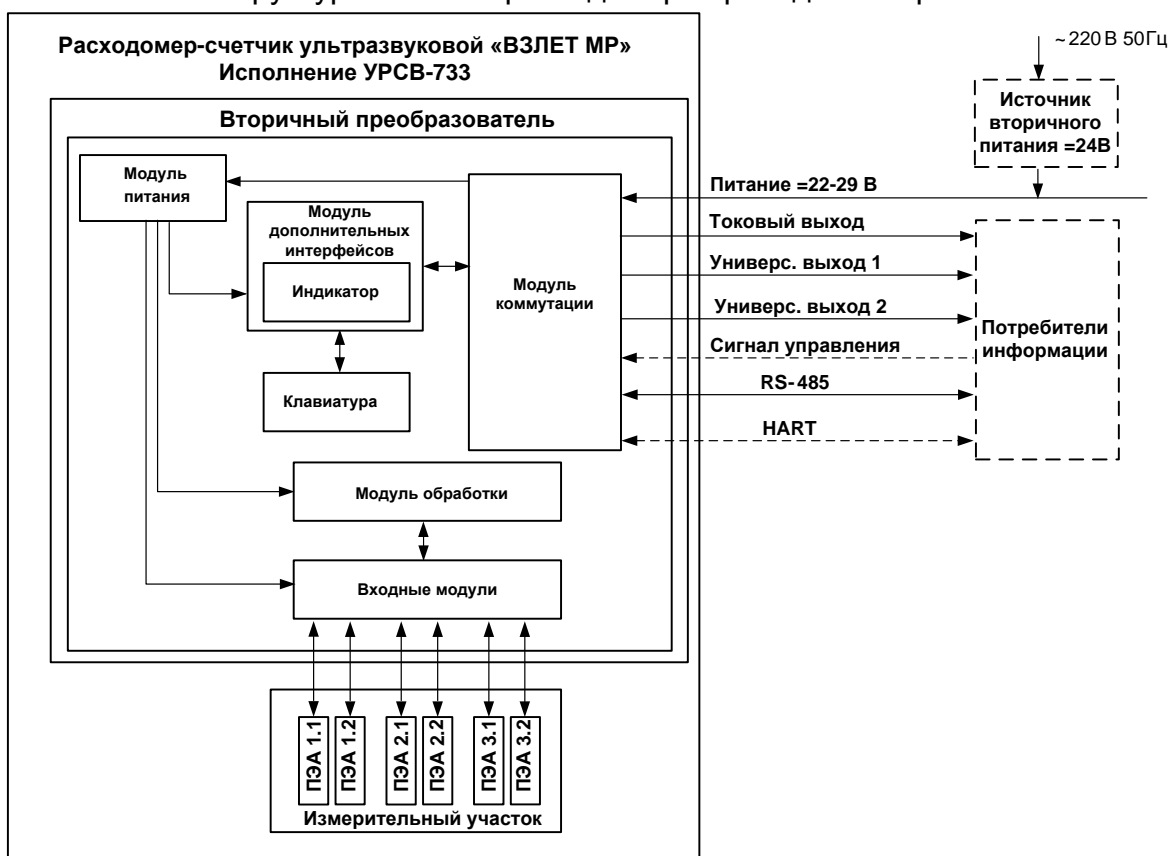 Расходомер-счетчик ультразвуковой «ВЗЛЕТ МР»
Исполнение УРСВ-733
~220 В 50Гц
Источник
вторичного
питания =24В
Вторичный преобразователь
Модуль
питания
Модуль
дополнительных
интерфейсов
Индикатор
Клавиатура
Модуль
коммутации
Питание =22-29 В
Токовый выход
Универс. выход 1
Универс. выход 2
Сигнал управления
RS-485
HART
Потребители
информации
Модуль обработки
Входные модули
ПЭА 1.1
ПЭА 1.2
ПЭА 2.1
ПЭА 2.2
ПЭА 3.1
ПЭА 3.2
Измерительный участок